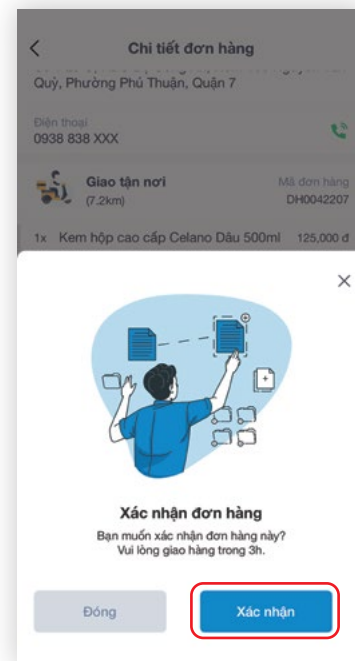 Chi tiết đơn hàng
Quý, Phường Phú Thuận, Quận 7
Điện thoại
0938 838 XXX
Giao tận nơi
Mã đơn hàng
(7.2km)
DH0042207
1x Kem hộp cao cấp Celano Dâu 500ml 125,000 đ
Xác nhận đơn hàng
Bạn muốn xác nhận đơn hàng này?
Vui lòng giao hàng trong 3h.
Đóng
Xác nhận